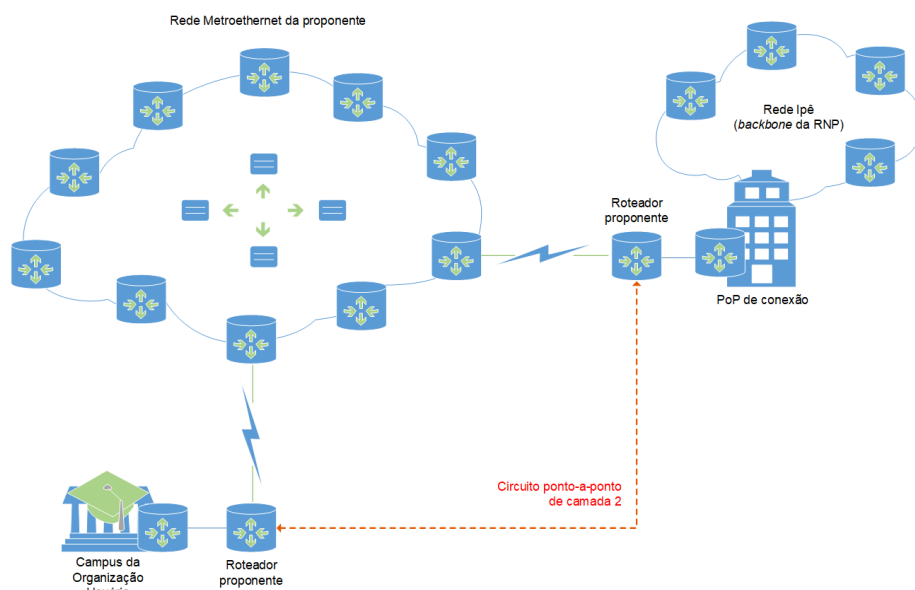 Rede Metroethernet da proponente
Rede Ipê
(backbone da RNP)
Roteador
proponente
PoP de conexão
Circuito ponto-a-ponto
de camada 2
Campus da
Organização
Roteador
proponente